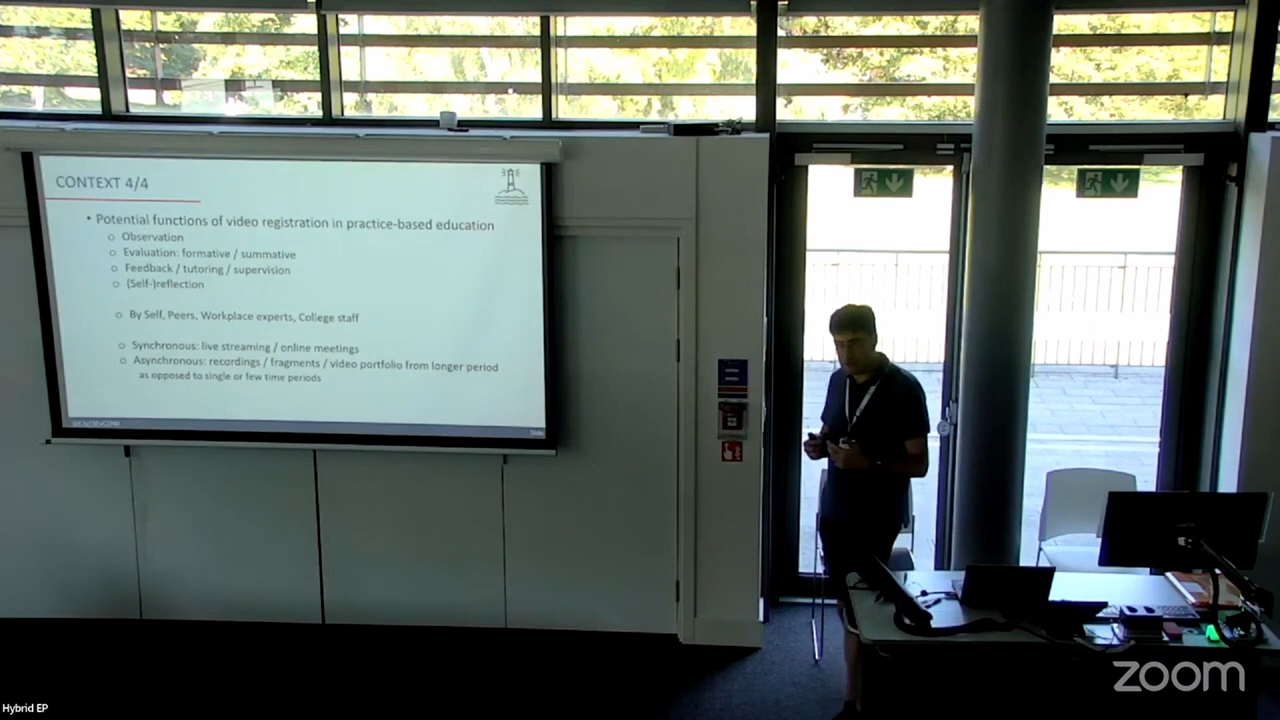 CONTEXT 4/4
• Potential functions of video registration in practice-based education
o Observation
o Evaluation: formative / summative
o Feedback / tutoring / supervision
o (Self-)reflection
o By Self, Peers, Workplace experts, College staff
o Synchronous: live streaming / online meetings
o Asynchronous: recordings / fragments / video portfolio from longer period
as opposed to single or few time periods
zoom
Hybrid EP